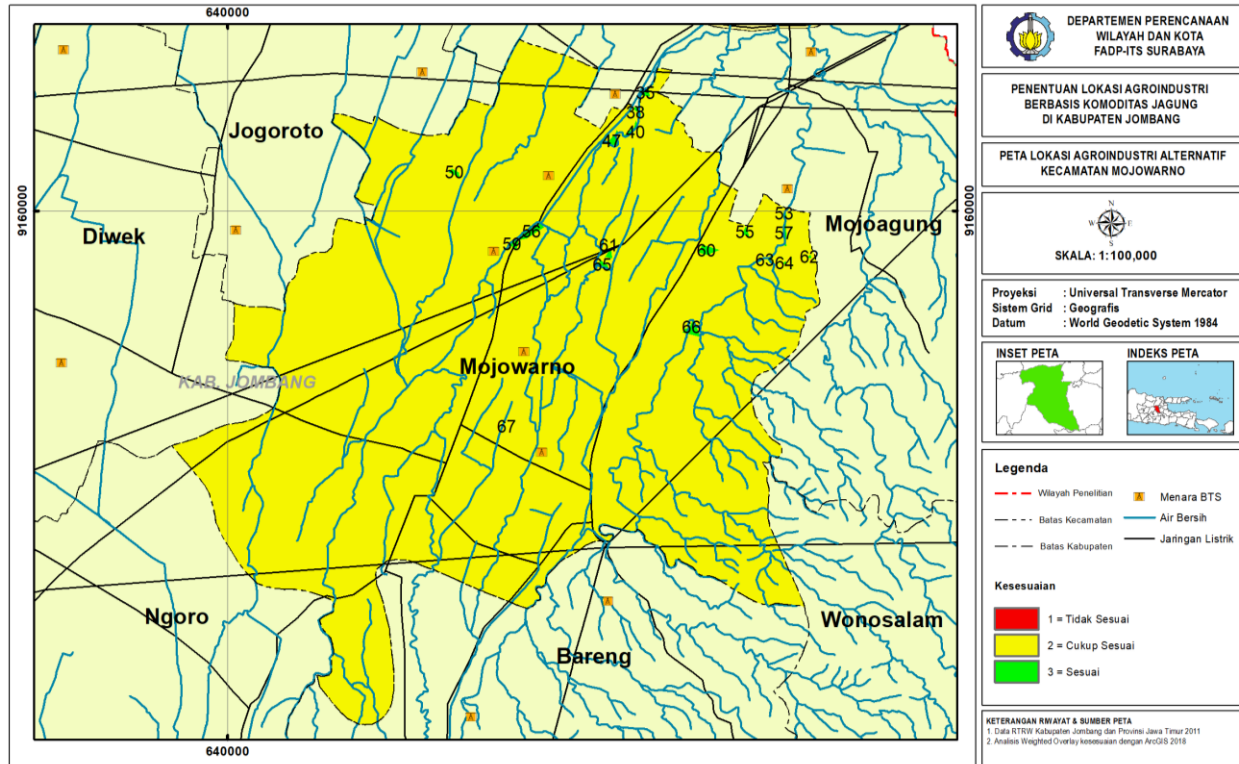 640000
9160000
Jogoroto
Diwek
Mojoagung
KAB. JOMBANG
Mojowarno
Ngoro
Bareng
Wonosalam
35
38
40
47
50
53
55
57
56
59
61
65
60
63
64
62
66
67
640000
9160000
DEPARTEMEN PERENCANAAN
WILAYAH DAN KOTA
FADP-ITS SURABAYA
PENENTUAN LOKASI AGROINDUSTRI
BERBASIS KOMODITAS JAGUNG
DI KABUPATEN JOMBANG
PETA LOKASI AGROINDUSTRI ALTERNATIF
KECAMATAN MOJOWARNO
N
W E
S
SKALA: 1:100,000
Proyeksi : Universal Transverse Mercator
Sistem Grid : Geografis
Datum : World Geodetic System 1984
INSET PETA
INDEKS PETA
Legenda
Wilayah Penelitian
Batas Kecamatan
Batas Kabupaten
Menara BTS
Air Bersih
Jaringan Listrik
Kesesuaian
1 = Tidak Sesuai
2 = Cukup Sesuai
3 = Sesuai
KETERANGAN RIWAYAT & SUMBER PETA
1. Data RTRW Kabupaten Jombang dan Provinsi Jawa Timur 2011
2. Analisis Weighted Overlay kesesuaian dengan ArcGIS 2018